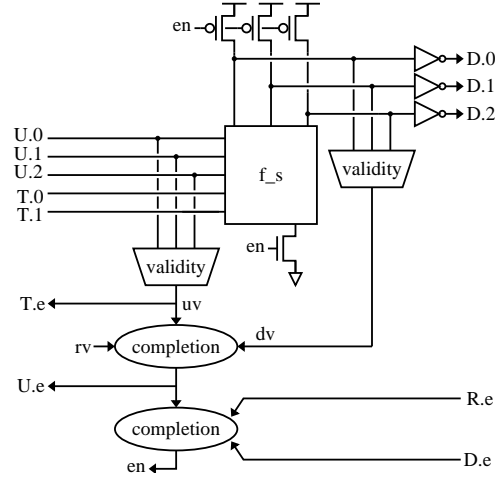 en
D.0
D.1
D.2
U.0
U.1
U.2
T.0
T.1
f_s
validity
en
validity
T.e
uv
rv
completion
dv
U.e
R.e
completion
en
D.e